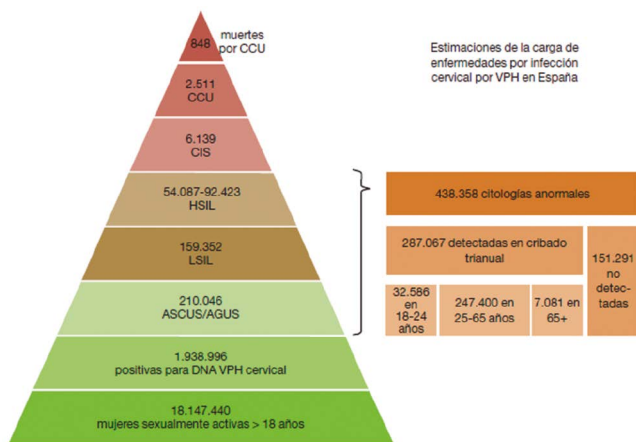 848
muertes
por CCU
2.511
CCU
6.139
CIS
54.087-92.423
HSIL
159.352
LSIL
210.046
ASCUS/AGUS
1.938.996
positivas para DNA VPH cervical
18.147.440
mujeres sexualmente activas > 18 años
Estimaciones de la carga de
enfermedades por infección
cervical por VPH en España
438.358 citologías anormales
287.067 detectadas en cribado
trianual
151.291
no
detec-
tadas
32.586
en
18-24
años
247.400 en
25-65 años
7.081 en
65+